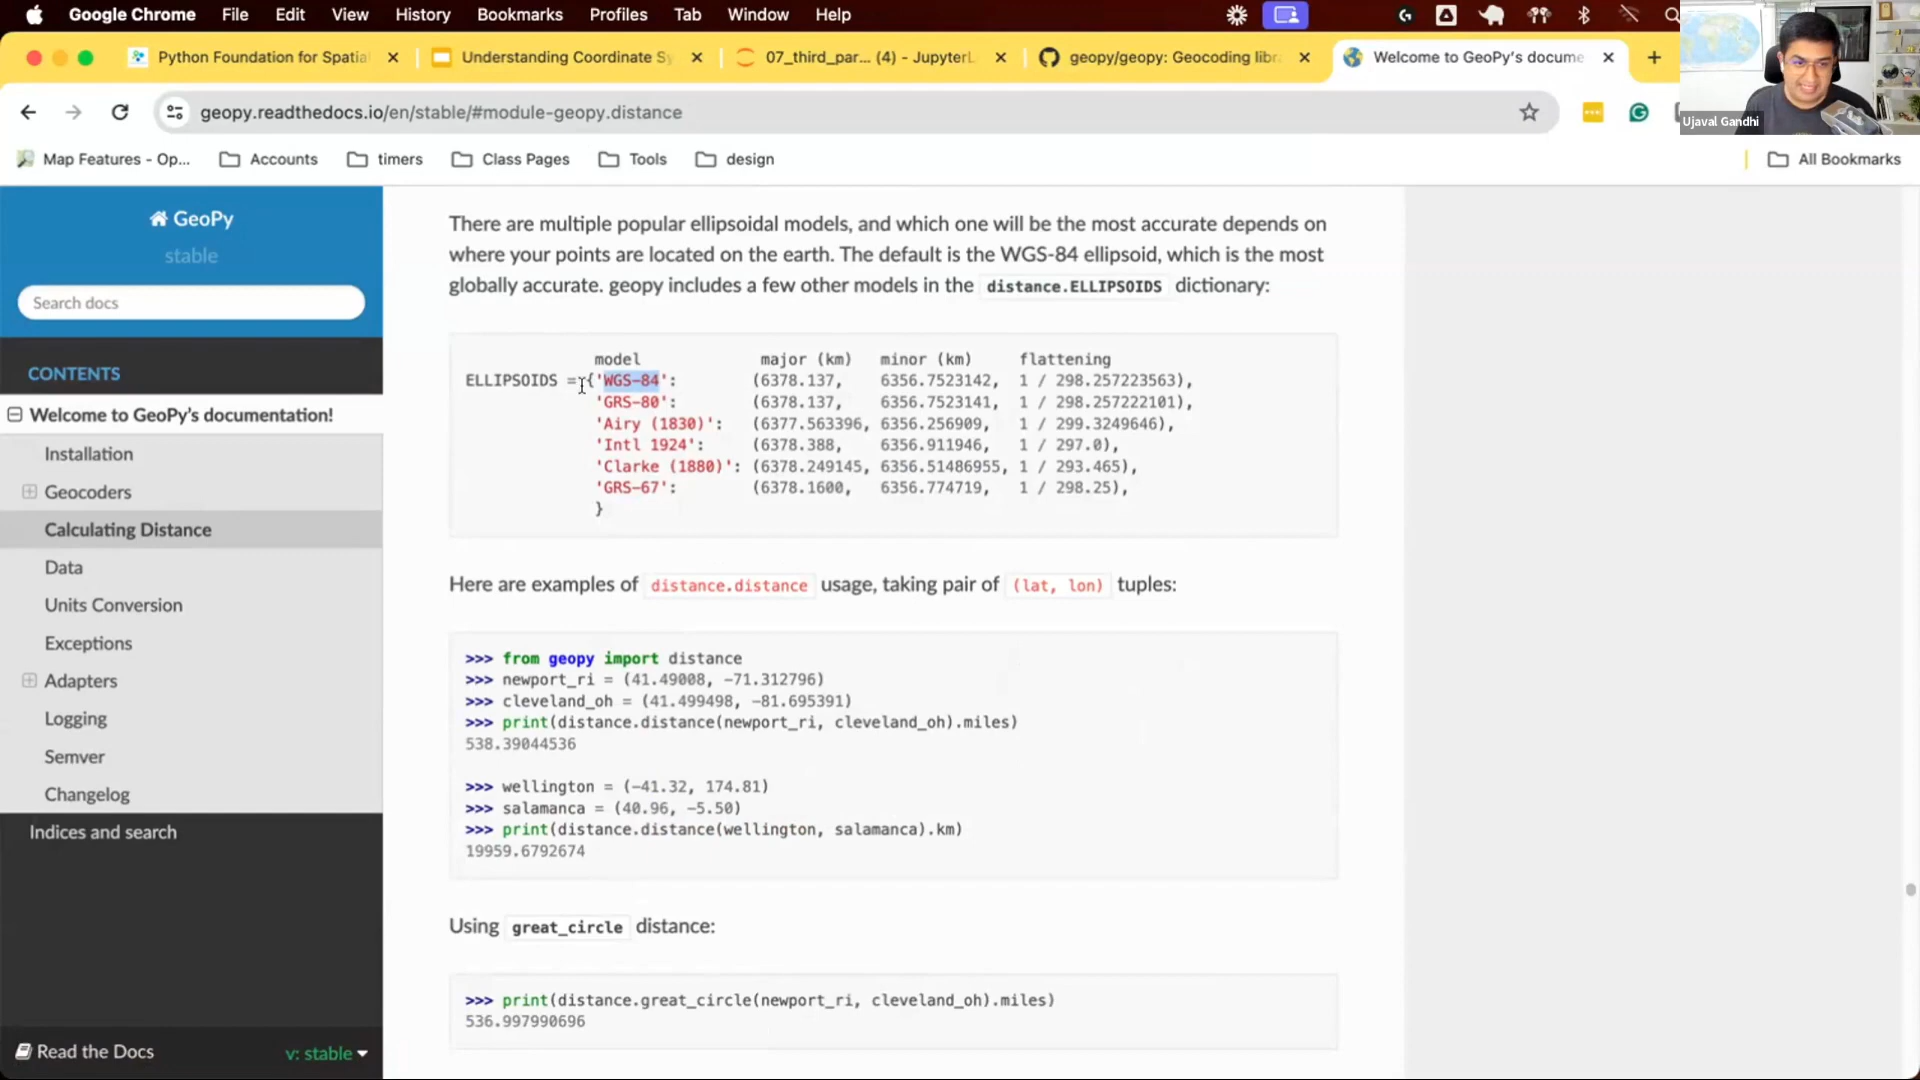 Google Chrome File Edit View History Bookmarks Profiles Tab Window Help
Python Foundation for Spatia
Understanding Coordinate Sy
07_third_par... (4) - JupyterL
geopy/geopy: Geocoding libr
Welcome to GeoPy's docume
geopy.readthedocs.io/en/stable/#module-geopy.distance
Ujaval Gandhi
Map Features - Op... Accounts timers Class Pages Tools design All Bookmarks
GeoPy
stable
Search docs
CONTENTS
Welcome to GeoPy's documentation!
Installation
Geocoders
Calculating Distance
Data
Units Conversion
Exceptions
Adapters
Logging
Semver
Changelog
Indices and search
Read the Docs v: stable
There are multiple popular ellipsoidal models, and which one will be the most accurate depends on
where your points are located on the earth. The default is the WGS-84 ellipsoid, which is the most
globally accurate. geopy includes a few other models in the distance.ELLIPSOIDS dictionary:
model major (km) minor (km) flattening
ELLIPSOIDS = {'WGS-84': (6378.137, 6356.7523142, 1 / 298.257223563),
'GRS-80': (6378.137, 6356.7523141, 1 / 298.257222101),
'Airy (1830)': (6377.563396, 6356.256909, 1 / 299.3249646),
'Intl 1924': (6378.388, 6356.911946, 1 / 297.0),
'Clarke (1880)': (6378.249145, 6356.51486955, 1 / 293.465),
'GRS-67': (6378.1600, 6356.774719, 1 / 298.25),
}
Here are examples of distance.distance usage, taking pair of (lat, lon) tuples:
>>> from geopy import distance
>>> newport_ri = (41.49008, -71.312796)
>>> cleveland_oh = (41.499498, -81.695391)
>>> print(distance.distance(newport_ri, cleveland_oh).miles)
538.39044536
>>> wellington = (-41.32, 174.81)
>>> salamanca = (40.96, -5.50)
>>> print(distance.distance(wellington, salamanca).km)
19959.6792674
Using great_circle distance:
>>> print(distance.great_circle(newport_ri, cleveland_oh).miles)
536.997990696